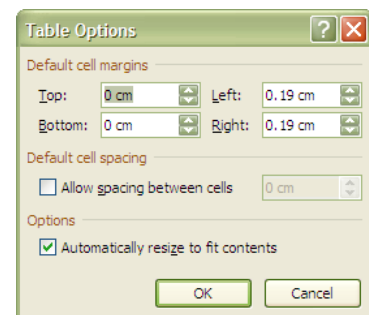 Table Options
Default cell margins
Top: 0 cm Left: 0.19 cm
Bottom: 0 cm Right: 0.19 cm
Default cell spacing
Allow spacing between cells 0 cm
Options
Automatically resize to fit contents
OK Cancel